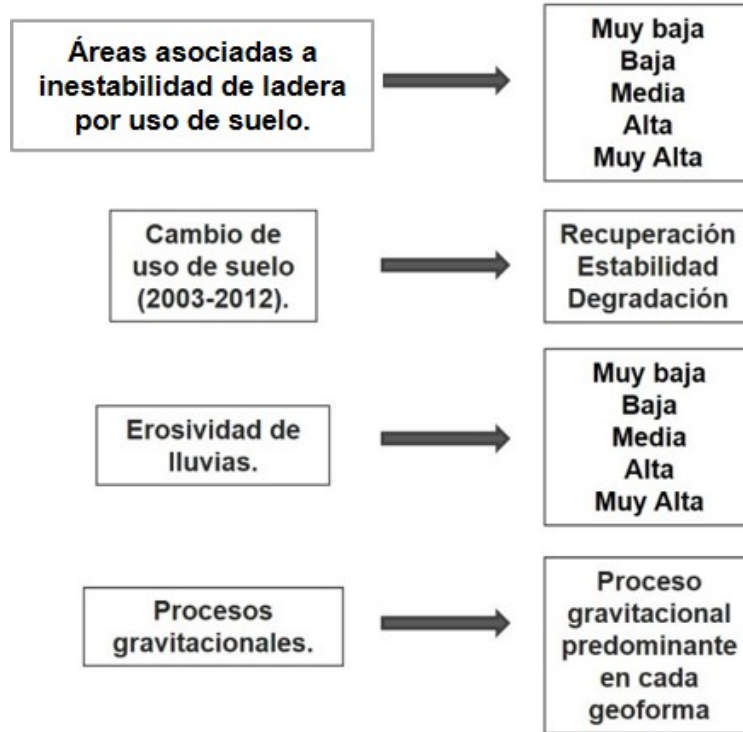 Áreas asociadas a
inestabilidad de ladera
por uso de suelo.
Muy baja
Baja
Media
Alta
Muy Alta
Cambio de
uso de suelo
(2003-2012).
Recuperación
Estabilidad
Degradación
Erosividad de
lluvias.
Muy baja
Baja
Media
Alta
Muy Alta
Procesos
gravitacionales.
Proceso
gravitacional
predominante
en cada
geoforma